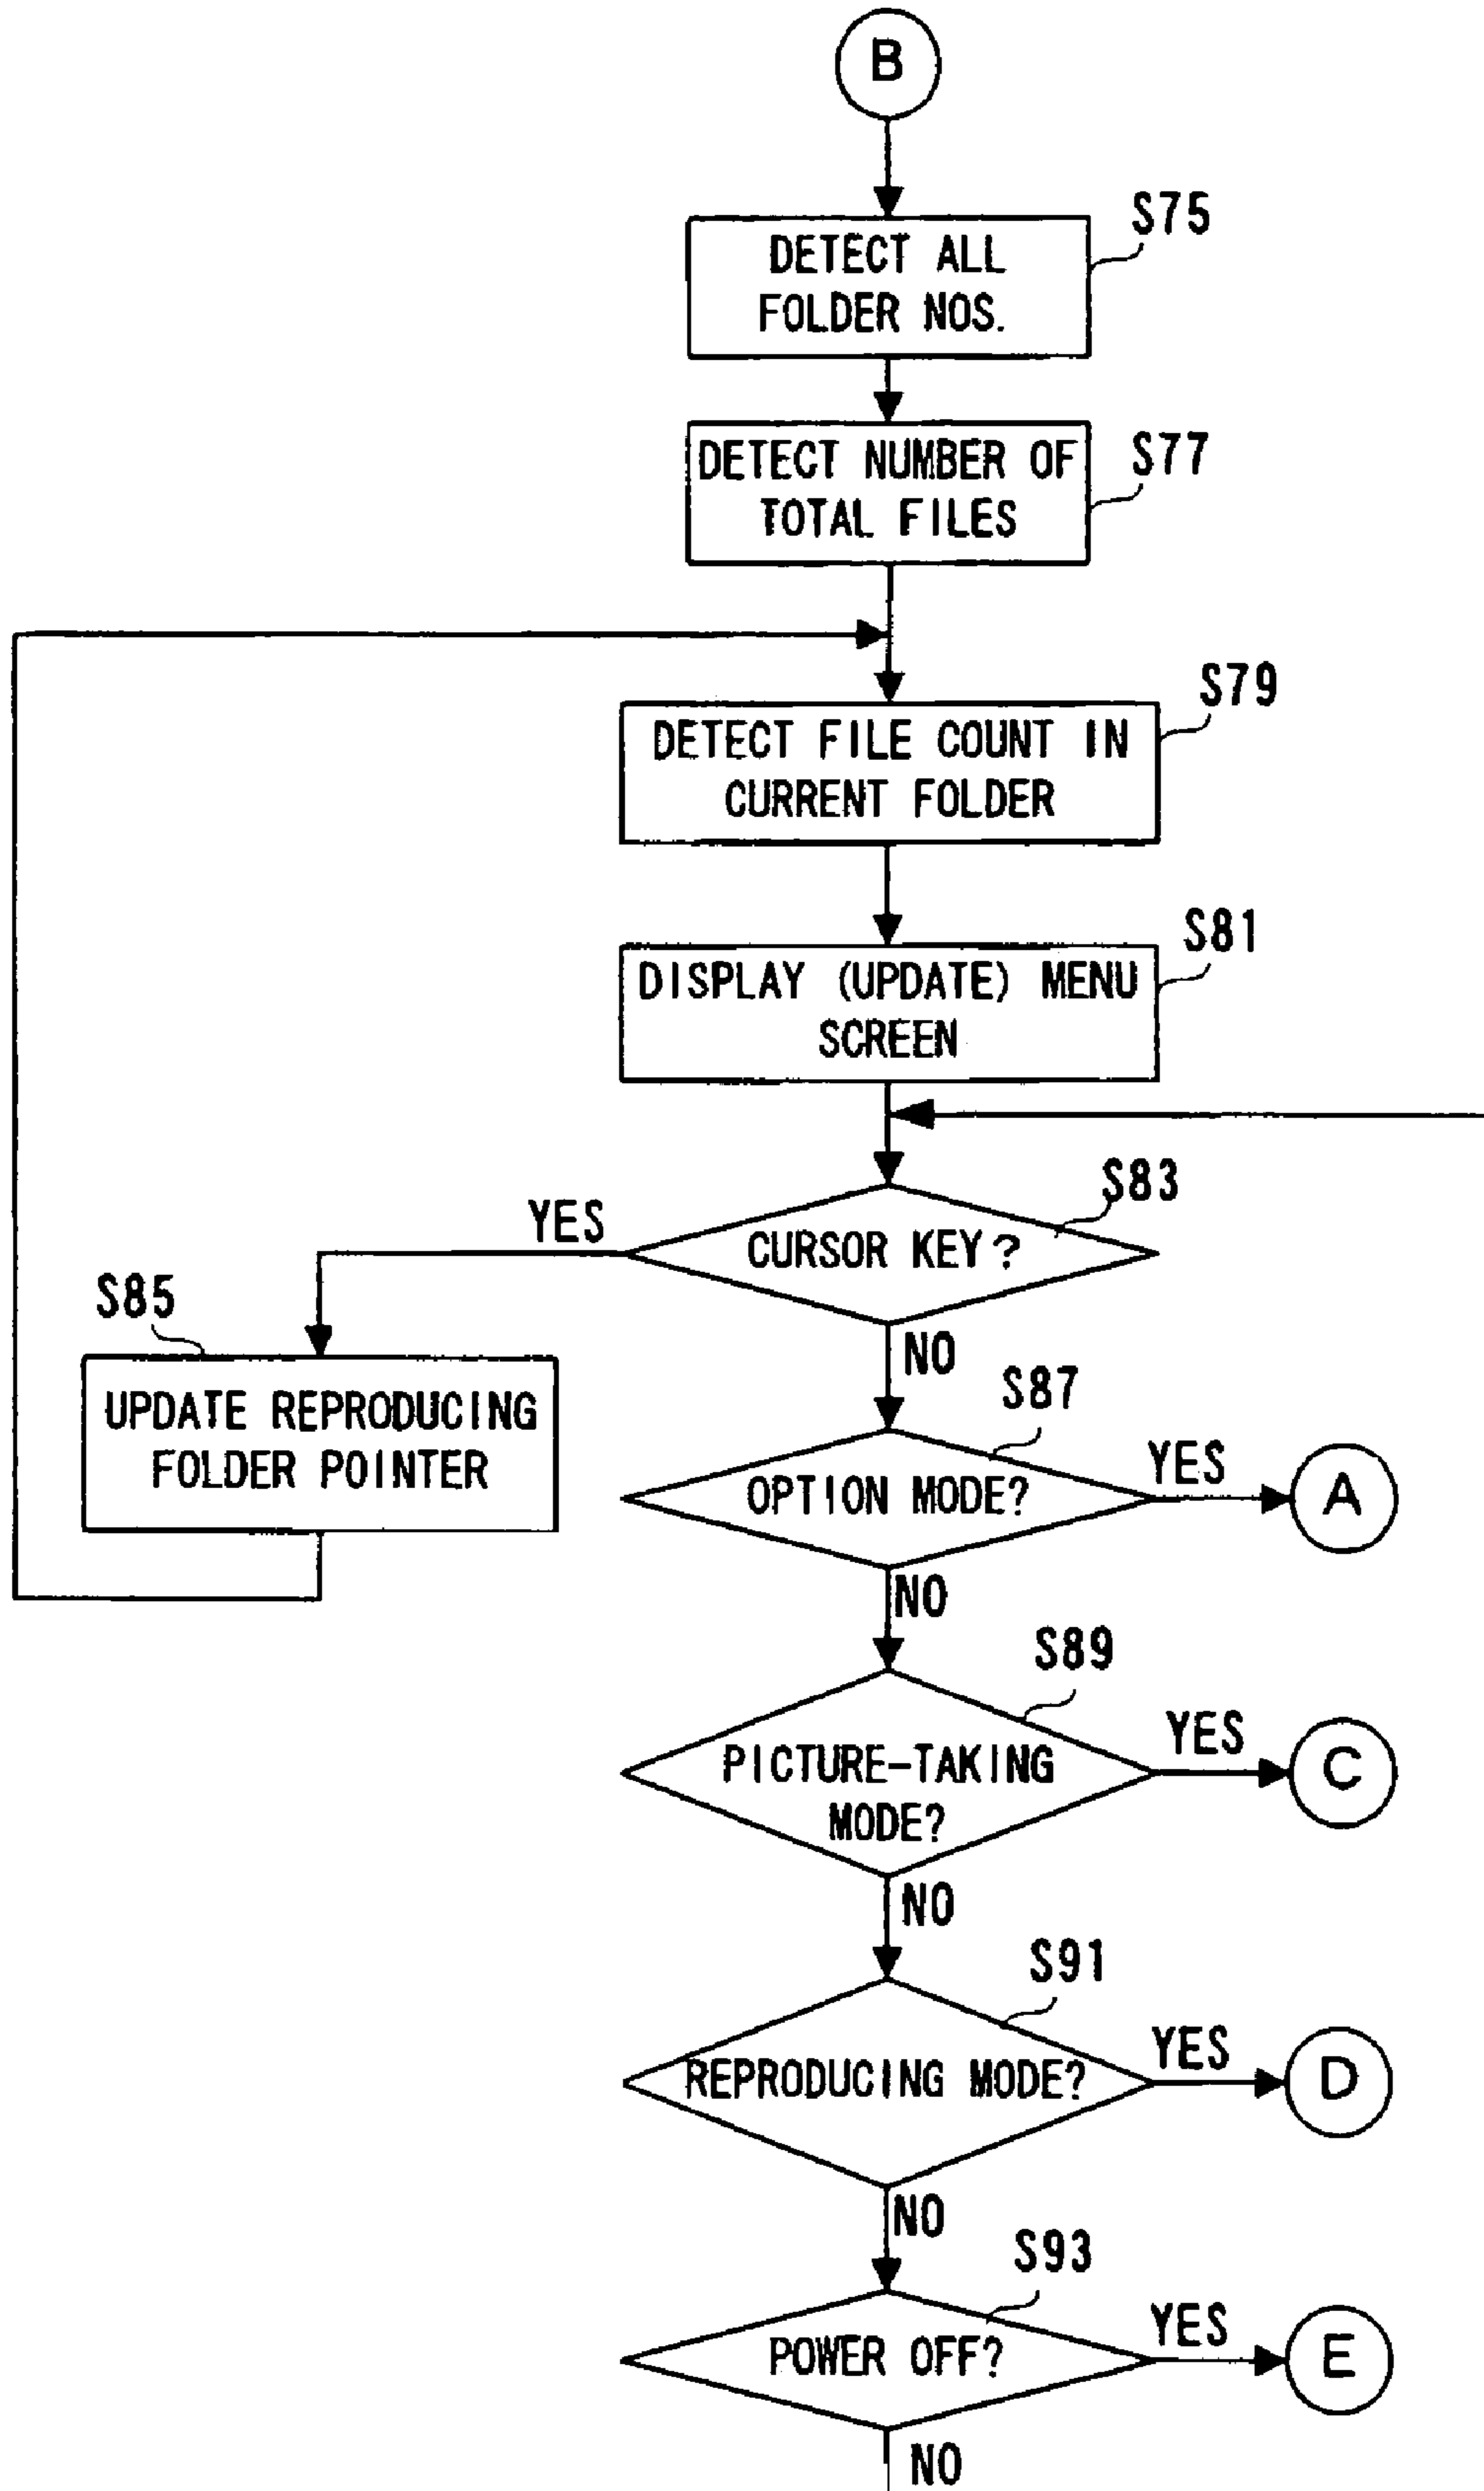 B
S75
DETECT ALL
FOLDER NOS.
S77
DETECT NUMBER OF
TOTAL FILES
S79
DETECT FILE COUNT IN
CURRENT FOLDER
S81
DISPLAY (UPDATE) MENU
SCREEN
S83
YES
CURSOR KEY?
S85
NO
UPDATE REPRODUCING
FOLDER POINTER
S87
OPTION MODE?
YES
A
NO
S89
PICTURE-TAKING
MODE?
YES
C
NO
S91
REPRODUCING MODE?
YES
D
NO
S93
POWER OFF?
YES
E
NO